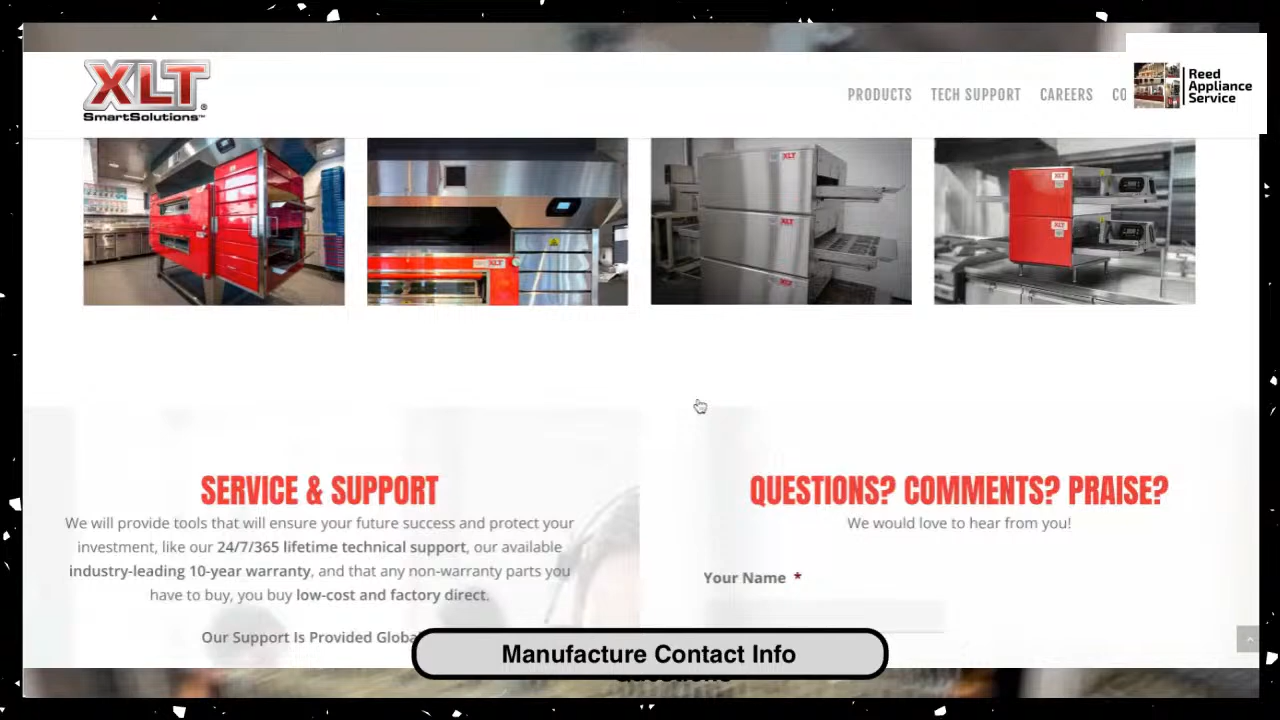 XLT
SmartSolutions™
PRODUCTS TECH SUPPORT CAREERS CO
Reed
Appliance
Service
SERVICE & SUPPORT
We will provide tools that will ensure your future success and protect your
investment, like our 24/7/365 lifetime technical support, our available
industry-leading 10-year warranty, and that any non-warranty parts you
have to buy, you buy low-cost and factory direct.
Our Support Is Provided Globa
QUESTIONS? COMMENTS? PRAISE?
We would love to hear from you!
Your Name *
Manufacture Contact Info